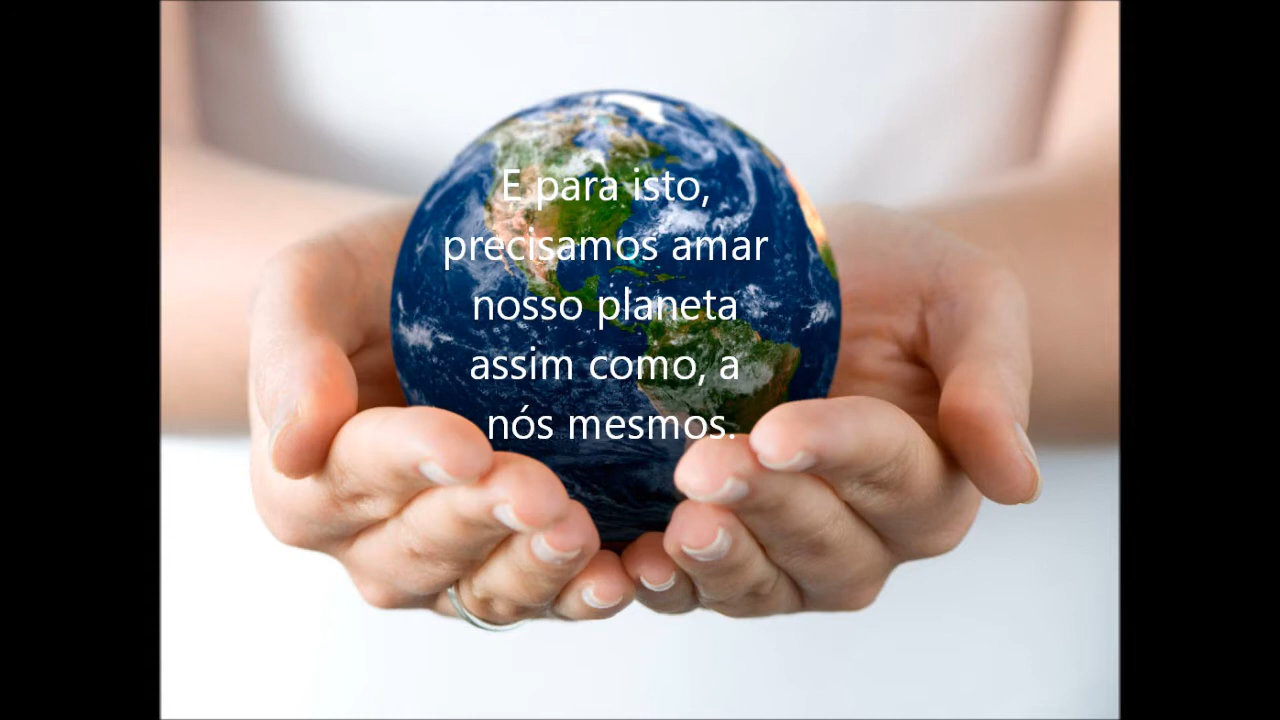 E para isto,
precisamos amar
nosso planeta
assim como, a
nós mesmos.